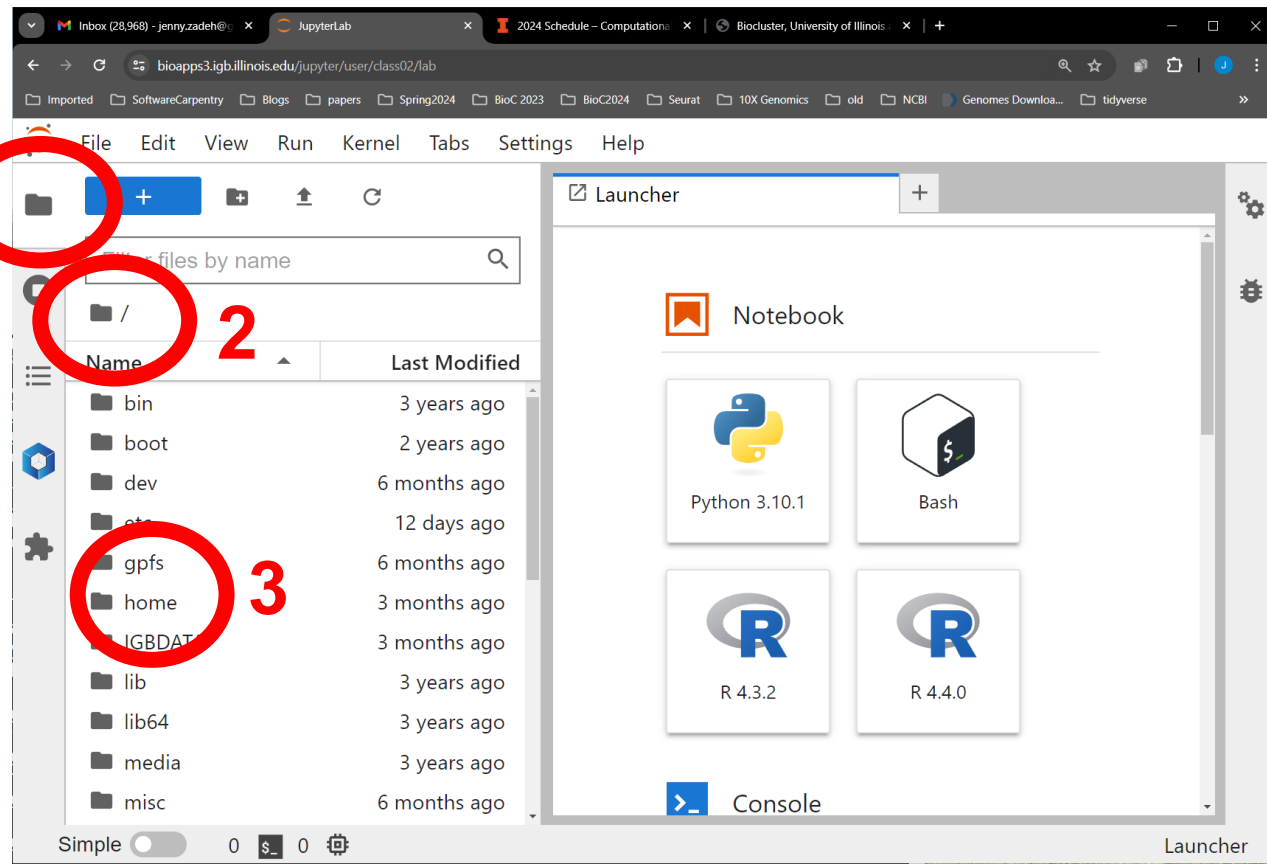 Inbox (28,968) - jenny.zadeh@g
JupyterLab
2024 Schedule – Computationa
Biocluster, University of Illinois
bioapps3.igb.illinois.edu/jupyter/user/class02/lab
J
Imported SoftwareCarpentry Blogs papers Spring2024 BioC 2023 BioC2024 Seurat 10X Genomics old NCBI Genomes Downloa... tidyverse »
File Edit View Run Kernel Tabs Settings Help
+
Launcher
+
Filter files by name
/
2
Name Last Modified
bin 3 years ago
boot 2 years ago
dev 6 months ago
etc 12 days ago
gpfs 6 months ago
3
home 3 months ago
IGBDATA 3 months ago
lib 3 years ago
lib64 3 years ago
media 3 years ago
misc 6 months ago
Notebook
Python 3.10.1
$_
Bash
R
R 4.3.2
R
R 4.4.0
>_
Console
Simple 0 $_ 0
Launcher